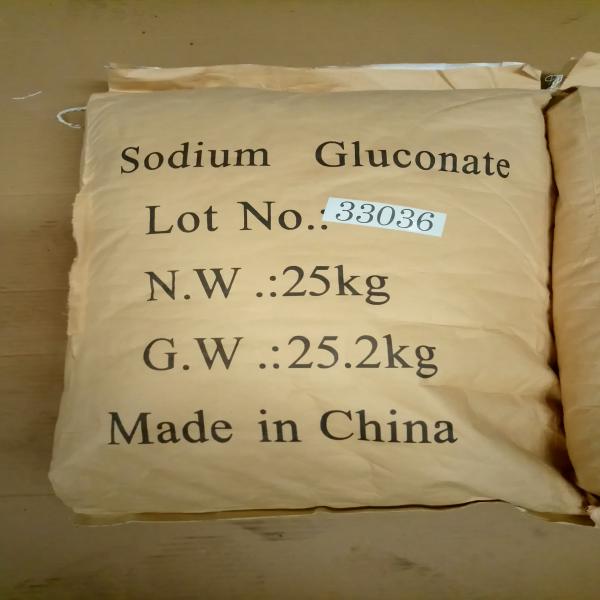 Sodium Gluconate
Lot No.: 33036
N.W .:25kg
G.W .:25.2kg
Made in China